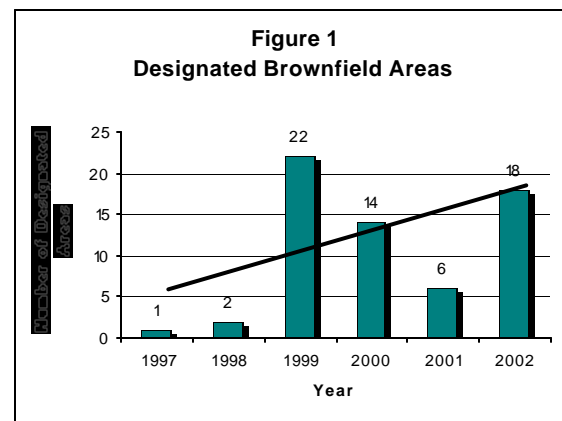 Figure 1
Designated Brownfield Areas
Number of Designated
Areas
25
20
15
10
5
0
1
2
22
14
6
18
1997 1998 1999 2000 2001 2002
Year